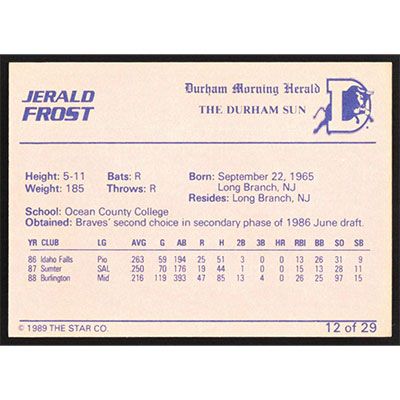 JERALD
FROST
Durham Morning Herald
THE DURHAM SUN
D
Height: 5-11 Bats: R Born: September 22, 1965
Weight: 185 Throws: R Long Branch, NJ
Resides: Long Branch, NJ
School: Ocean County College
Obtained: Braves' second choice in secondary phase of 1986 June draft.
YR CLUB LG AVG G AB R H 2B 3B HR RBI BB SO SB
86 Idaho Falls Pio 263 59 194 25 51 3 0 0 13 26 31 9
87 Sumter SAL 250 70 176 19 44 1 0 0 15 13 28 11
88 Burlington Mid 216 119 393 47 85 13 4 0 26 25 97 15
© 1989 THE STAR CO. 12 of 29